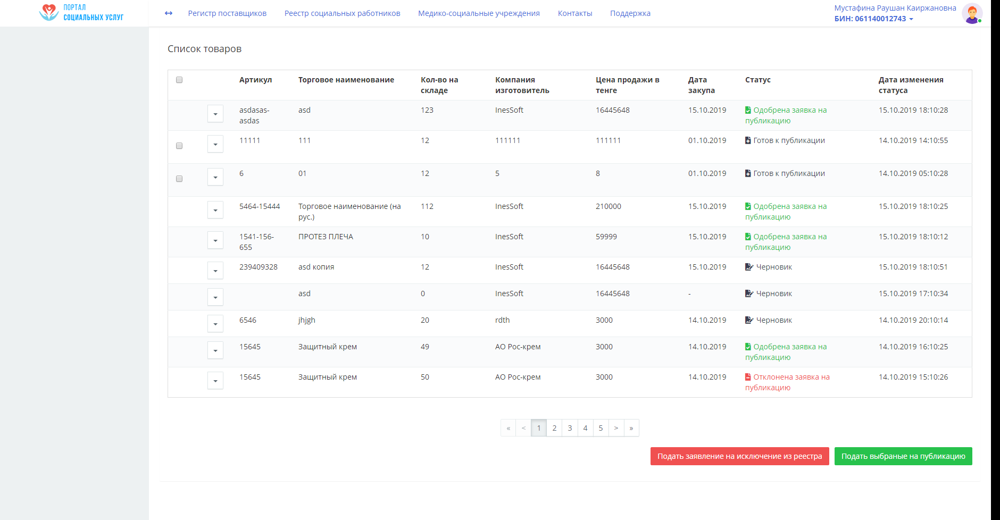 ПОРТАЛ
СОЦИАЛЬНЫХ УСЛУГ
Регистр поставщиков Реестр социальных работников Медико-социальные учреждения Контакты Поддержка
Мустафина Раушан Каиржановна
БИН: 061140012743
Список товаров
Артикул Торговое наименование Кол-во на складе Компания изготовитель Цена продажи в тенге Дата закупа Статус Дата изменения статуса
asdasas-asdas asd 123 InesSoft 16445648 15.10.2019 Одобрена заявка на публикацию 15.10.2019 18:10:28
11111 111 12 111111 111111 01.10.2019 Готов к публикации 14.10.2019 14:10:55
6 01 12 5 8 01.10.2019 Готов к публикации 14.10.2019 05:10:28
5464-15444 Торговое наименование (на рус.) 112 InesSoft 210000 15.10.2019 Одобрена заявка на публикацию 15.10.2019 18:10:25
1541-156-655 ПРОТЕЗ ПЛЕЧА 10 InesSoft 59999 15.10.2019 Одобрена заявка на публикацию 15.10.2019 18:10:12
239409328 asd копия 12 InesSoft 16445648 15.10.2019 Черновик 15.10.2019 18:10:51
asd 0 InesSoft 16445648 - Черновик 15.10.2019 17:10:34
6546 jhjgh 20 rdth 3000 14.10.2019 Черновик 14.10.2019 20:10:14
15645 Защитный крем 49 АО Рос-крем 3000 14.10.2019 Одобрена заявка на публикацию 14.10.2019 16:10:25
15645 Защитный крем 50 АО Рос-крем 3000 14.10.2019 Отклонена заявка на публикацию 14.10.2019 15:10:26
« < 1 2 3 4 5 > »
Подать заявление на исключение из реестра Подать выбраные на публикацию